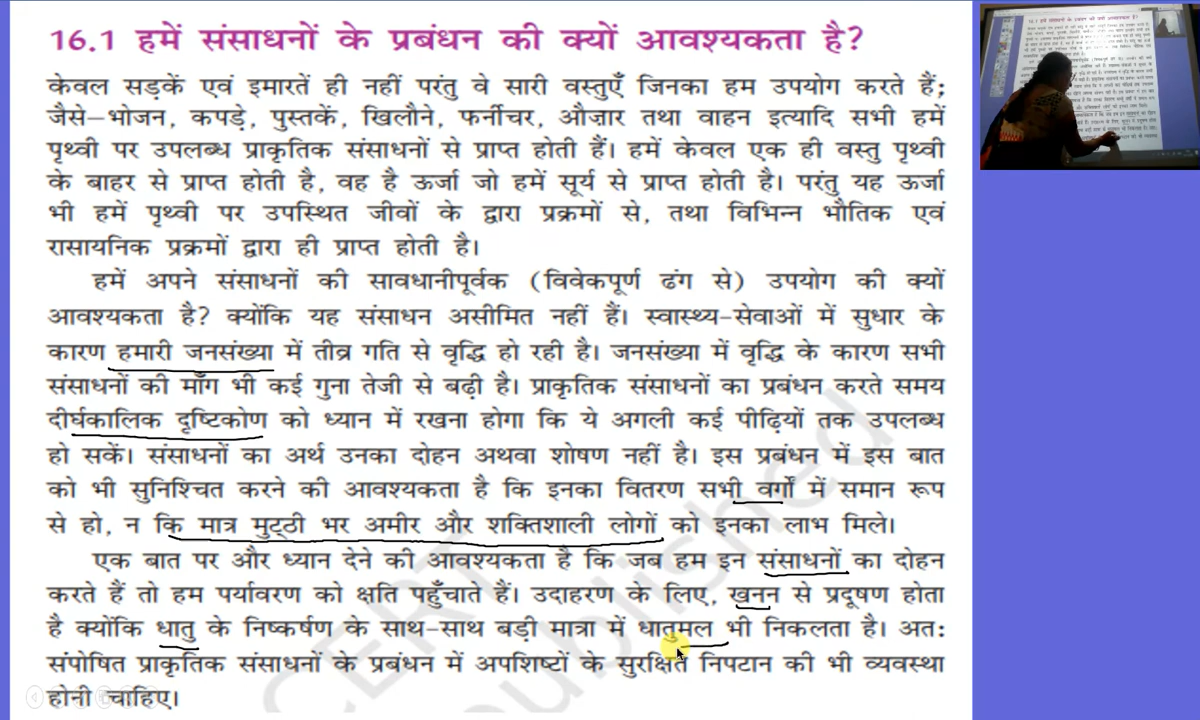 16.1 हमें संसाधनों के प्रबंधन की क्यों आवश्यकता है?
केवल सड़कें एवं इमारतें ही नहीं परंतु वे सारी वस्तुएँ जिनका हम उपयोग करते हैं;
जैसे–भोजन, कपड़े, पुस्तकें, खिलौने, फर्नीचर, औज़ार तथा वाहन इत्यादि सभी हमें
पृथ्वी पर उपलब्ध प्राकृतिक संसाधनों से प्राप्त होती हैं। हमें केवल एक ही वस्तु पृथ्वी
के बाहर से प्राप्त होती है, वह है ऊर्जा जो हमें सूर्य से प्राप्त होती है। परंतु यह ऊर्जा
भी हमें पृथ्वी पर उपस्थित जीवों के द्वारा प्रक्रमों से, तथा विभिन्न भौतिक एवं
रासायनिक प्रक्रमों द्वारा ही प्राप्त होती है।
हमें अपने संसाधनों की सावधानीपूर्वक (विवेकपूर्ण ढंग से) उपयोग की क्यों
आवश्यकता है? क्योंकि यह संसाधन असीमित नहीं हैं। स्वास्थ्य-सेवाओं में सुधार के
कारण हमारी जनसंख्या में तीव्र गति से वृद्धि हो रही है। जनसंख्या में वृद्धि के कारण सभी
संसाधनों की माँग भी कई गुना तेजी से बढ़ी है। प्राकृतिक संसाधनों का प्रबंधन करते समय
दीर्घकालिक दृष्टिकोण को ध्यान में रखना होगा कि ये अगली कई पीढ़ियों तक उपलब्ध
हो सकें। संसाधनों का अर्थ उनका दोहन अथवा शोषण नहीं है। इस प्रबंधन में इस बात
को भी सुनिश्चित करने की आवश्यकता है कि इनका वितरण सभी वर्गों में समान रूप
से हो, न कि मात्र मुट्ठी भर अमीर और शक्तिशाली लोगों को इनका लाभ मिले।
एक बात पर और ध्यान देने की आवश्यकता है कि जब हम इन संसाधनों का दोहन
करते हैं तो हम पर्यावरण को क्षति पहुँचाते हैं। उदाहरण के लिए, खनन से प्रदूषण होता
है क्योंकि धातु के निष्कर्षण के साथ-साथ बड़ी मात्रा में धातुमल भी निकलता है। अतः
संपोषित प्राकृतिक संसाधनों के प्रबंधन में अपशिष्टों के सुरक्षित निपटान की भी व्यवस्था
होनी चाहिए।